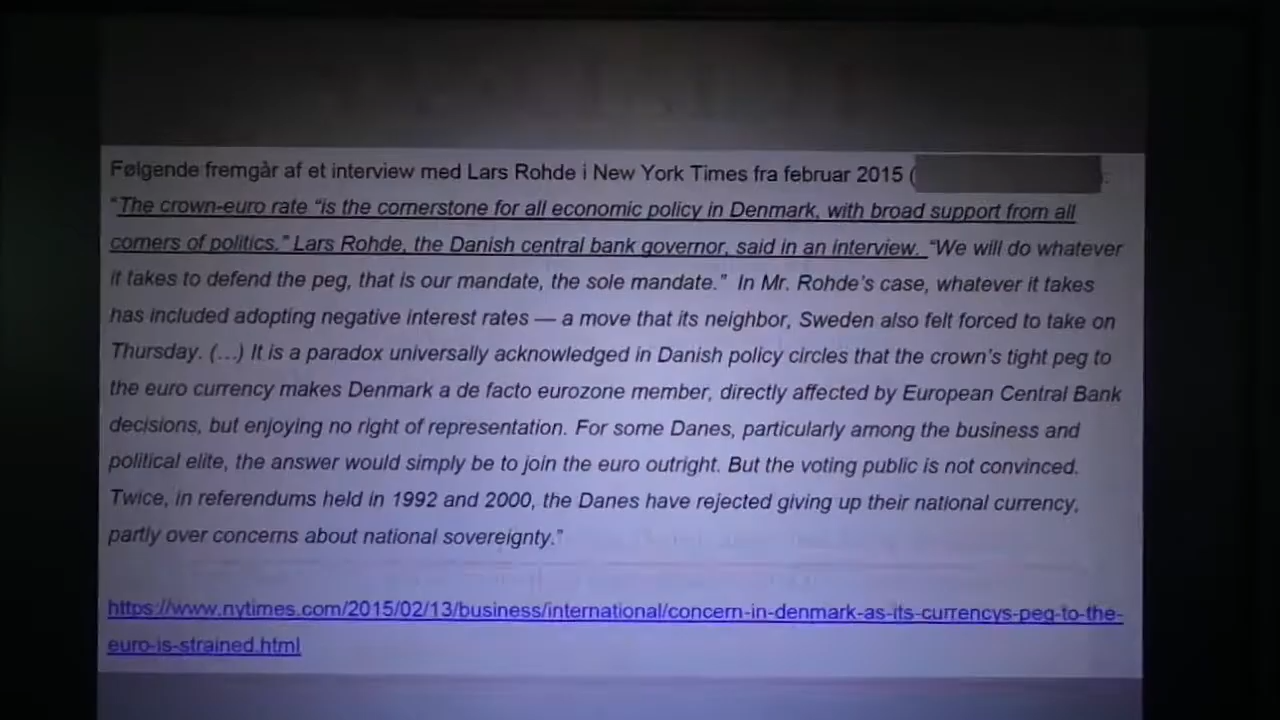 Følgende fremgår af et interview med Lars Rohde i New York Times fra februar 2015 (
"The crown-euro rate "is the cornerstone for all economic policy in Denmark, with broad support from all
corners of politics," Lars Rohde, the Danish central bank governor, said in an interview. "We will do whatever
it takes to defend the peg, that is our mandate, the sole mandate." In Mr. Rohde's case, whatever it takes
has included adopting negative interest rates — a move that its neighbor, Sweden also felt forced to take on
Thursday. (…) It is a paradox universally acknowledged in Danish policy circles that the crown's tight peg to
the euro currency makes Denmark a de facto eurozone member, directly affected by European Central Bank
decisions, but enjoying no right of representation. For some Danes, particularly among the business and
political elite, the answer would simply be to join the euro outright. But the voting public is not convinced.
Twice, in referendums held in 1992 and 2000, the Danes have rejected giving up their national currency,
partly over concerns about national sovereignty."
https://www.nytimes.com/2015/02/13/business/international/concern-in-denmark-as-its-currencys-peg-to-the-
euro-is-strained.html